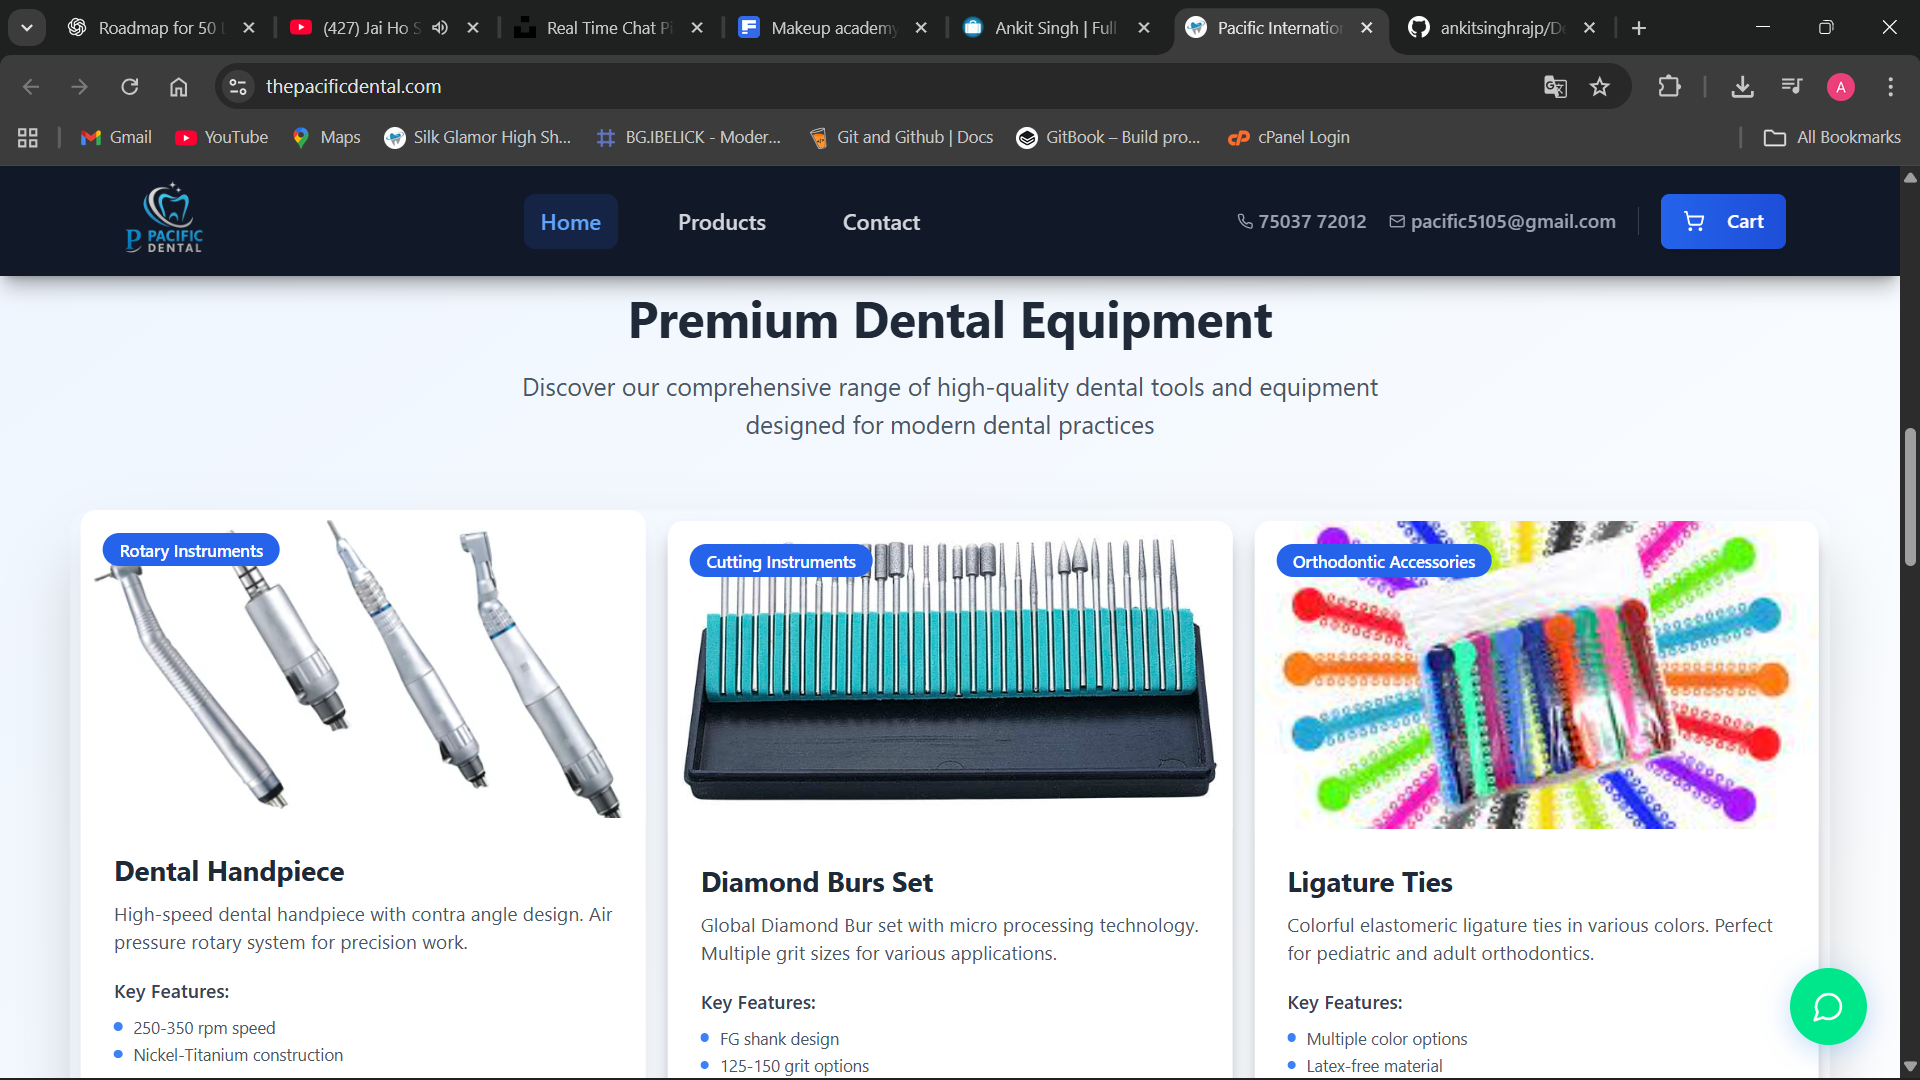 Roadmap for 50
(427) Jai Ho S
Real Time Chat Pi
Makeup academy
Ankit Singh | Full
Pacific Internatio
ankitsinghrajp/De
thepacificdental.com
A
Gmail
YouTube
Maps
Silk Glamor High Sh...
BG.IBELICK - Moder...
Git and Github | Docs
GitBook – Build pro...
cPanel Login
All Bookmarks
P PACIFIC
DENTAL
Home
Products
Contact
75037 72012
pacific5105@gmail.com
Cart
Premium Dental Equipment
Discover our comprehensive range of high-quality dental tools and equipment
designed for modern dental practices
Rotary Instruments
Dental Handpiece
High-speed dental handpiece with contra angle design. Air
pressure rotary system for precision work.
Key Features:
250-350 rpm speed
Nickel-Titanium construction
Cutting Instruments
Diamond Burs Set
Global Diamond Bur set with micro processing technology.
Multiple grit sizes for various applications.
Key Features:
FG shank design
125-150 grit options
Orthodontic Accessories
Ligature Ties
Colorful elastomeric ligature ties in various colors. Perfect
for pediatric and adult orthodontics.
Key Features:
Multiple color options
Latex-free material